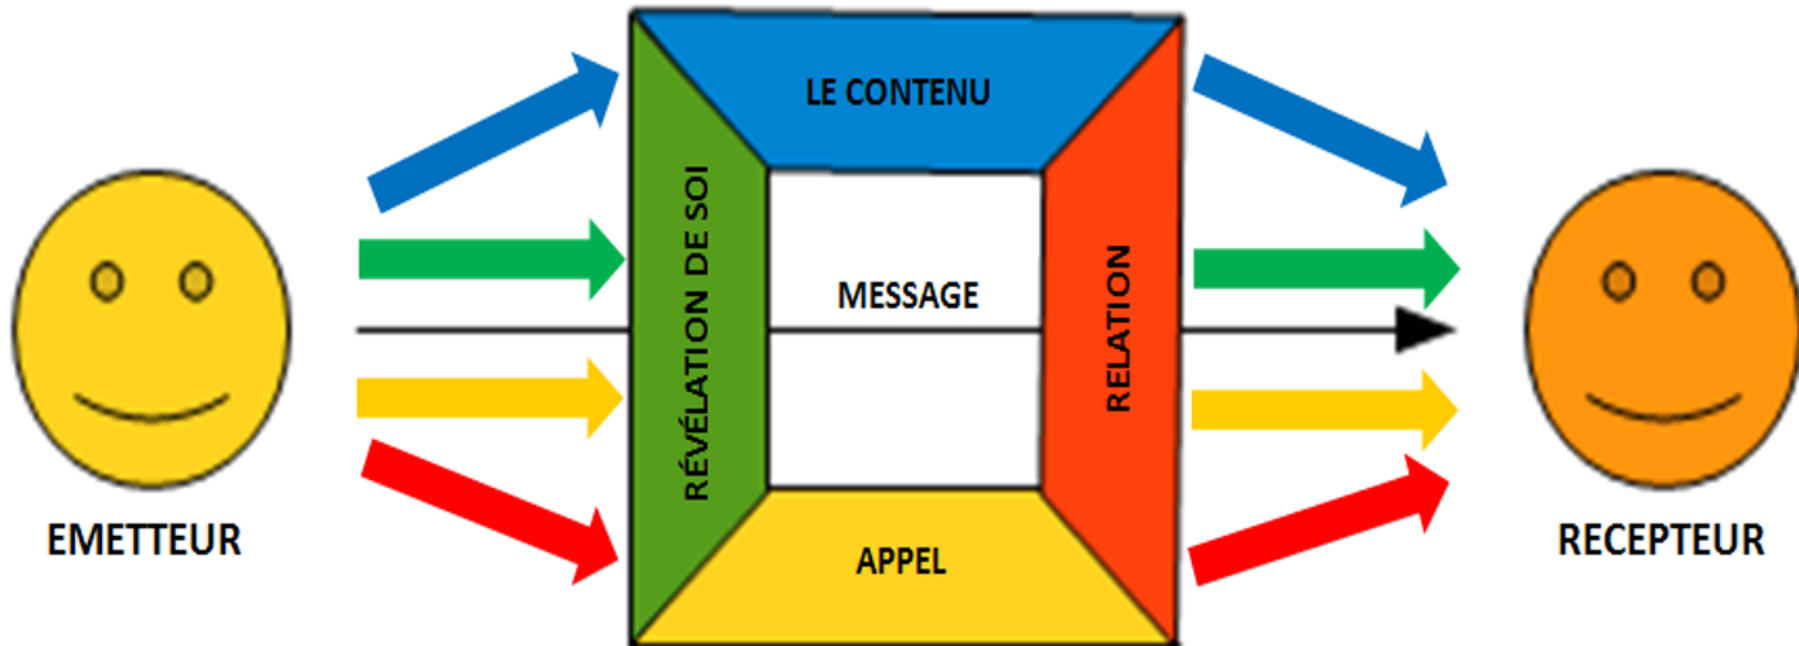 LE CONTENU
RÉVÉLATION DE SOI
MESSAGE
RELATION
APPEL
EMETTEUR
RECEPTEUR